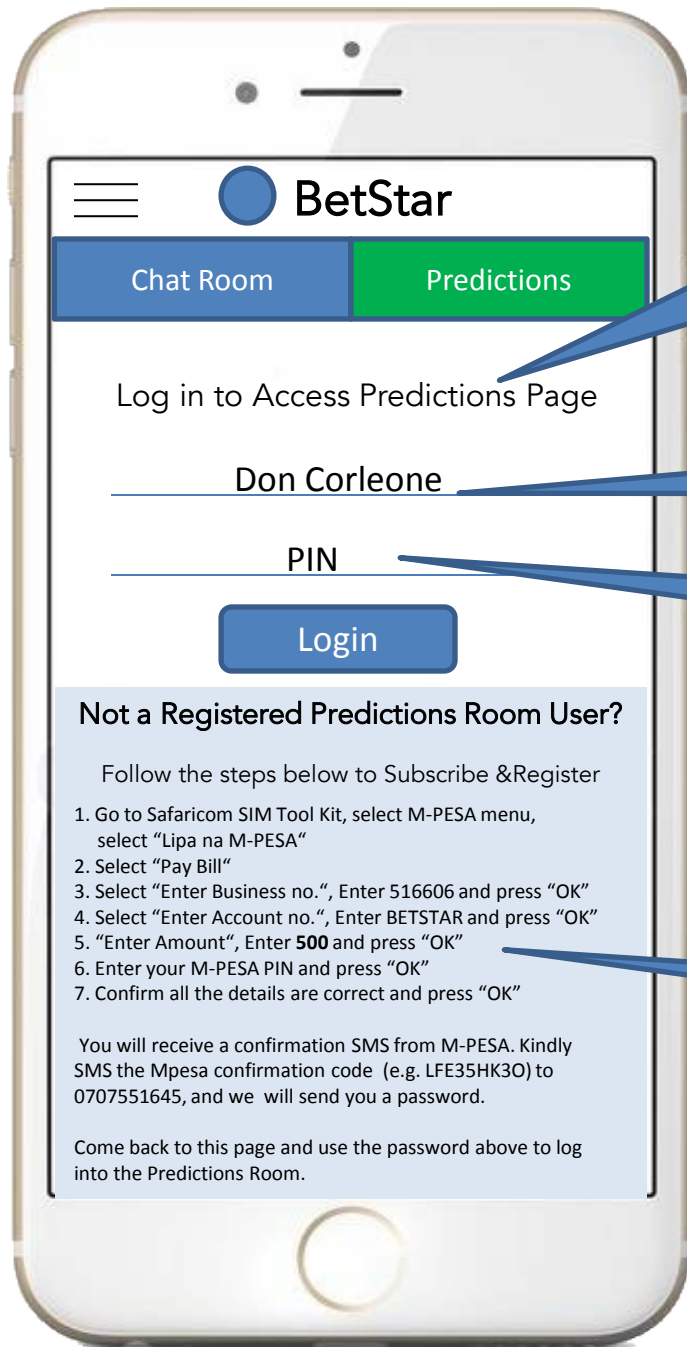 BetStar
Chat Room Predictions
Log in to Access Predictions Page
Don Corleone
PIN
Login
Not a Registered Predictions Room User?
Follow the steps below to Subscribe &Register
1. Go to Safaricom SIM Tool Kit, select M-PESA menu,
select “Lipa na M-PESA“
2. Select “Pay Bill“
3. Select “Enter Business no.“, Enter 516606 and press “OK”
4. Select “Enter Account no.“, Enter BETSTAR and press “OK”
5. “Enter Amount“, Enter 500 and press “OK”
6. Enter your M-PESA PIN and press “OK”
7. Confirm all the details are correct and press “OK”
You will receive a confirmation SMS from M-PESA. Kindly
SMS the Mpesa confirmation code (e.g. LFE35HK3O) to
0707551645, and we will send you a password.
Come back to this page and use the password above to log
into the Predictions Room.